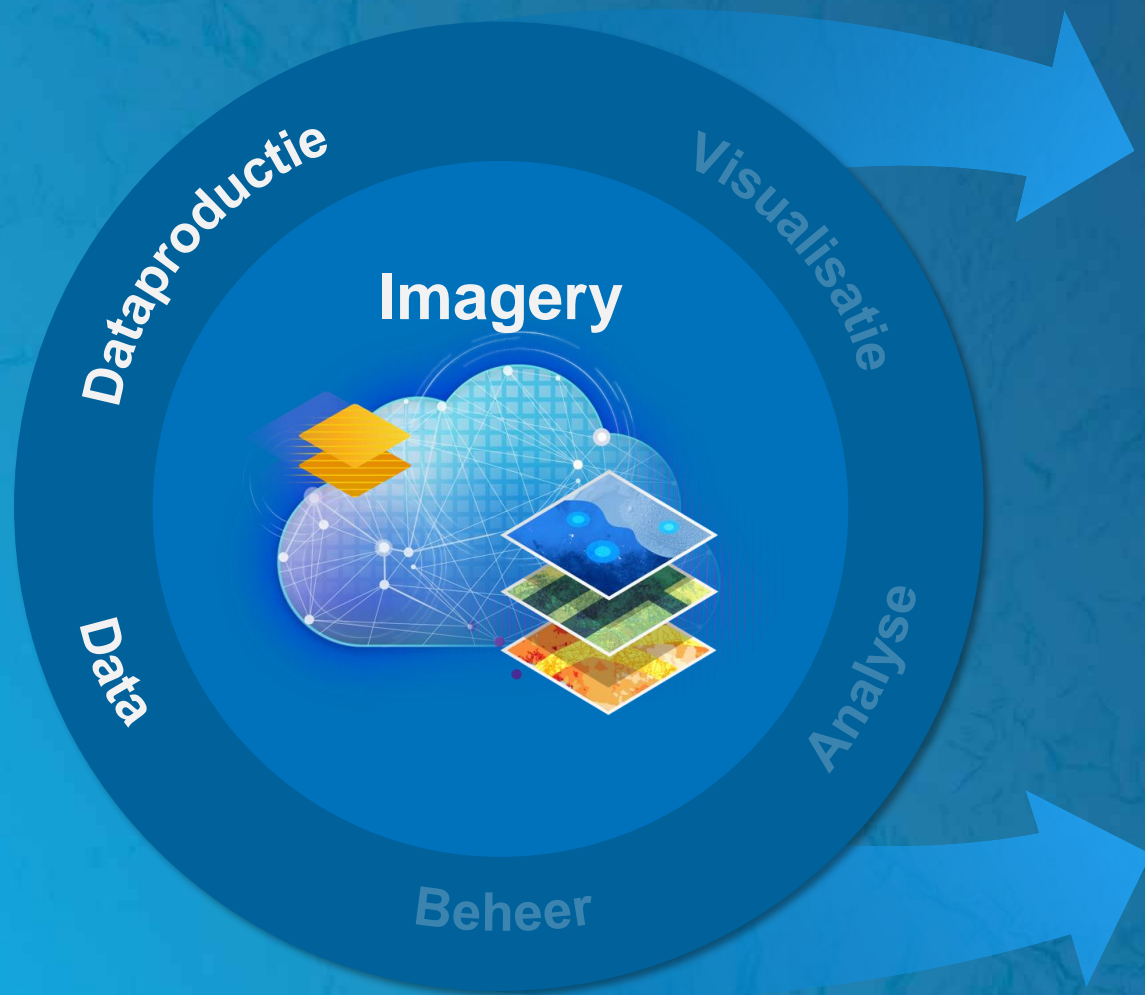 Dataproductie
Visualisatie
Imagery
Data
Analyse
Beheer